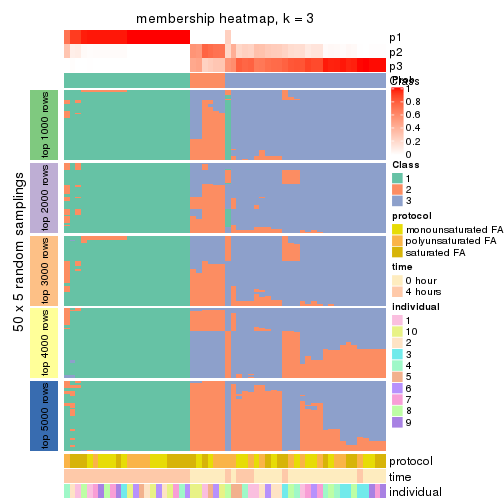 membership heatmap, k = 3
p1
p2
p3
Class
Prob
1
0.8
0.6
0.4
0.2
0
Class
1
2
3
protocol
monounsaturated FA
polyunsaturated FA
saturated FA
time
0 hour
4 hours
individual
1
10
2
3
4
5
6
7
8
9
50 x 5 random samplings
top 1000 rows
top 2000 rows
top 3000 rows
top 4000 rows
top 5000 rows
protocol
time
individual